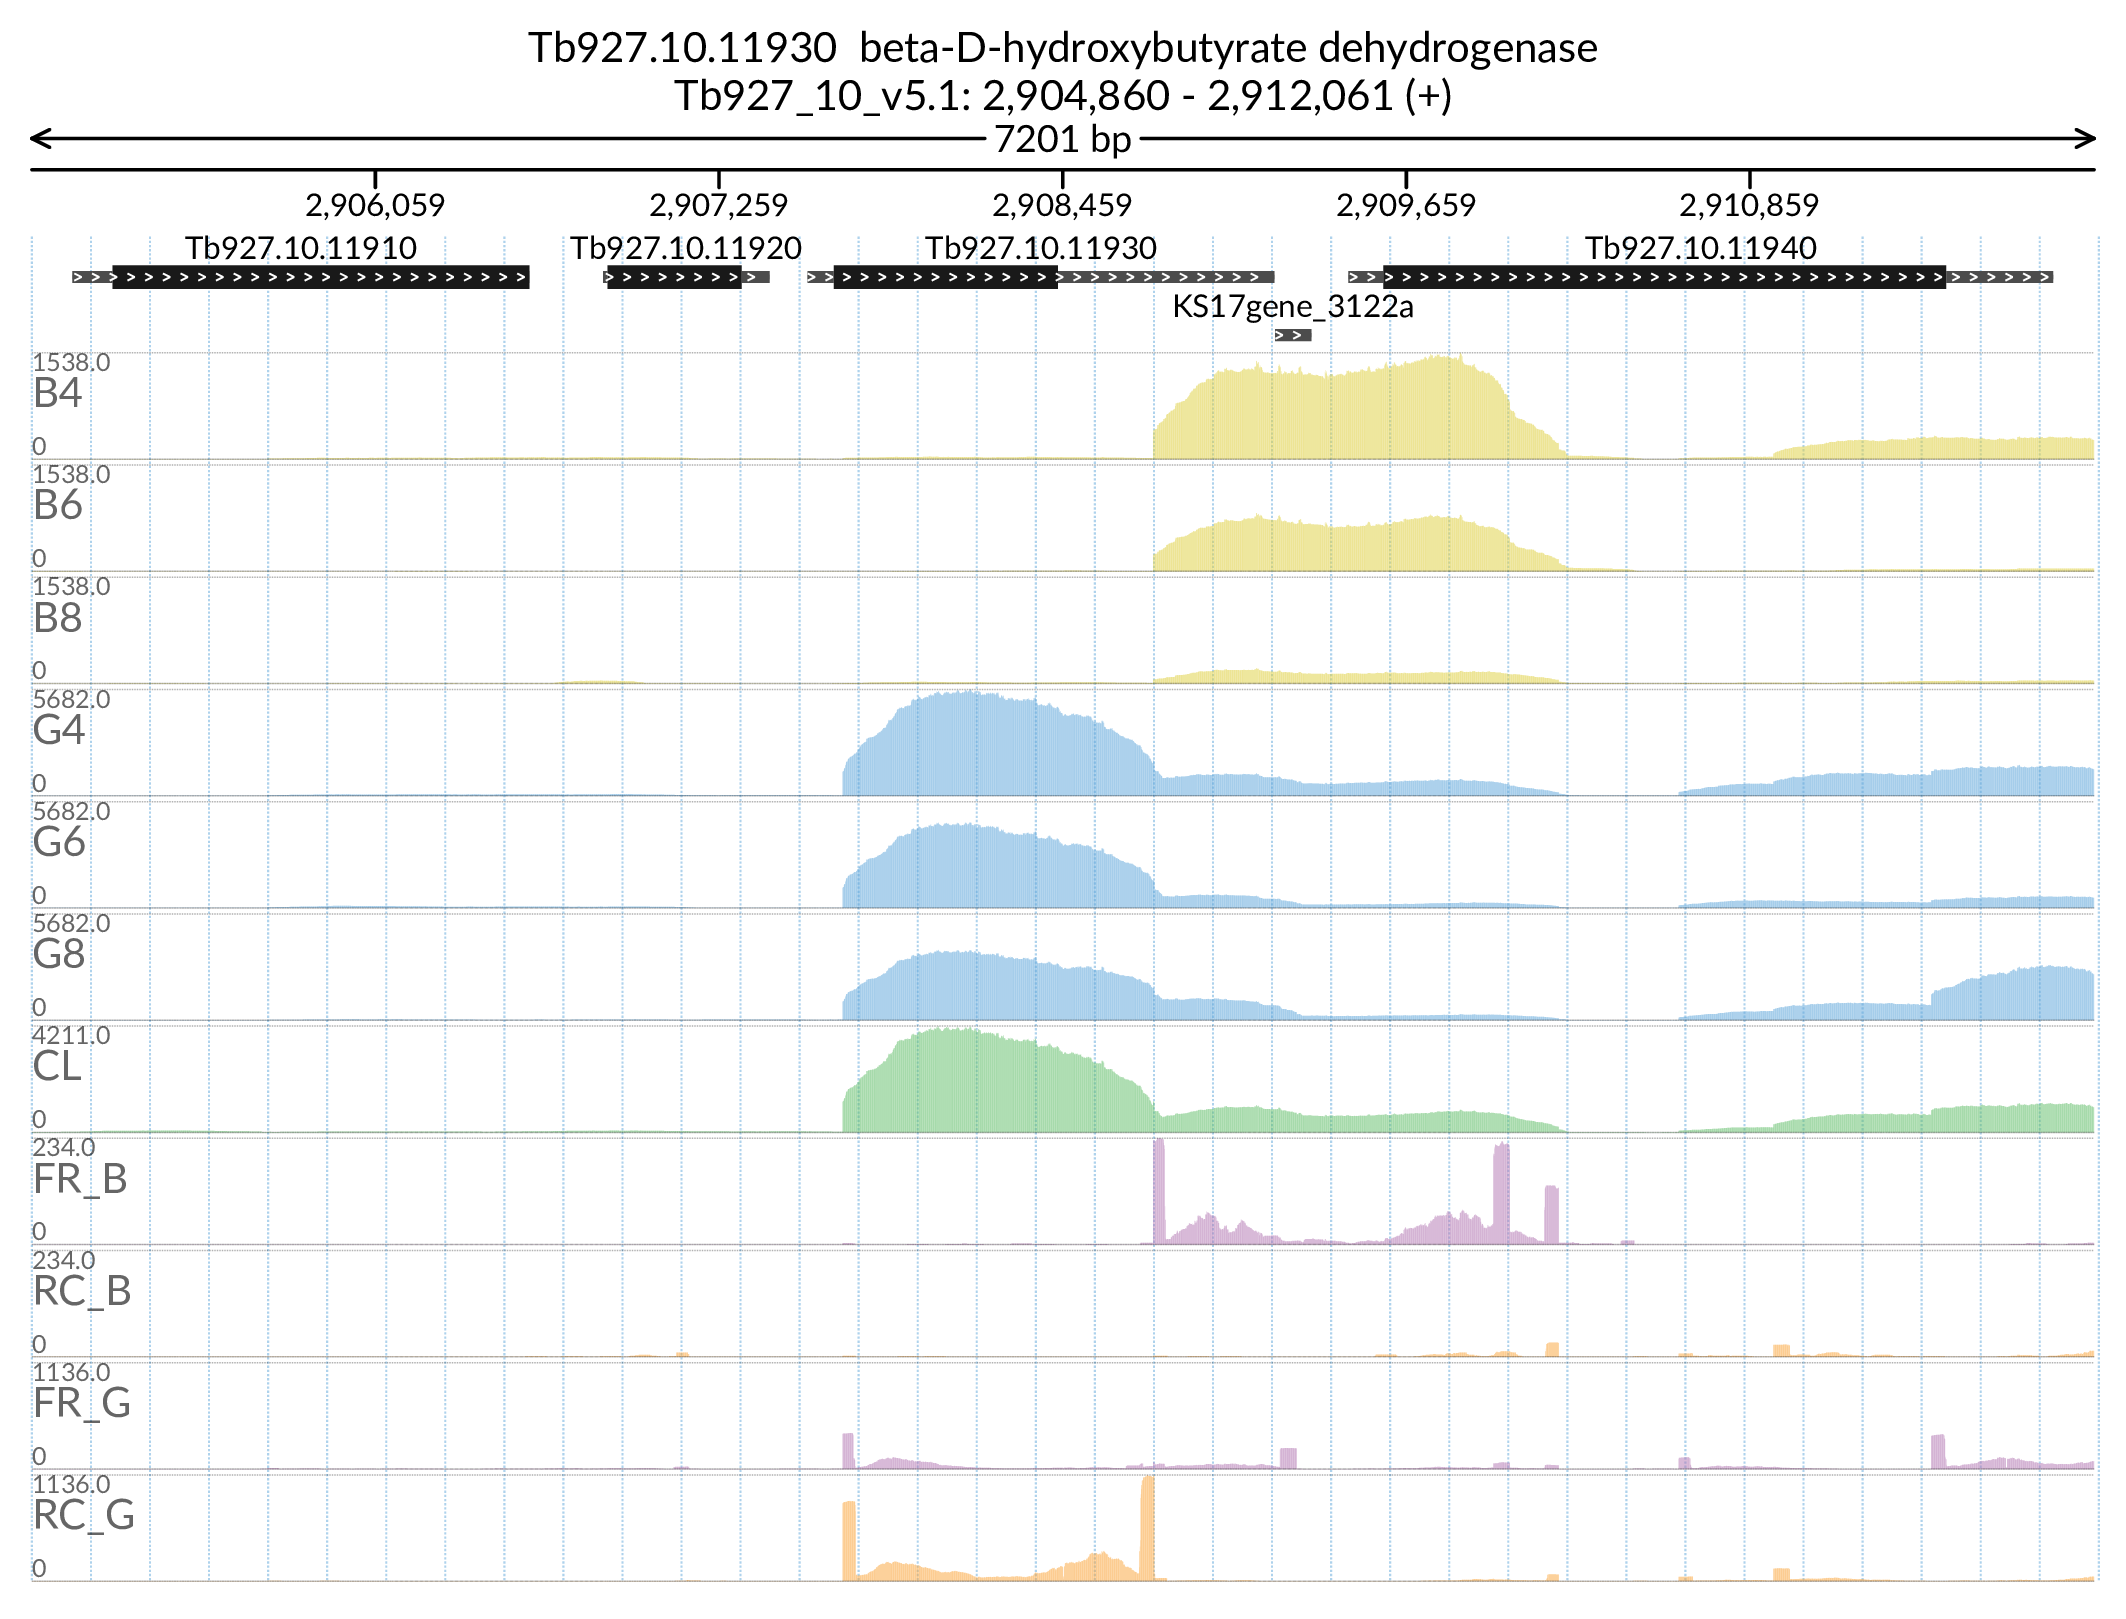 Tb927.10.11930  beta-D-hydroxybutyrate dehydrogenase
Tb927_10_v5.1: 2,904,860 - 2,912,061 (+)
7201 bp
2,906,059 2,907,259 2,908,459 2,909,659 2,910,859
Tb927.10.11910 Tb927.10.11920 Tb927.10.11930 Tb927.10.11940
KS17gene_3122a
1538.0
B4
0
1538.0
B6
0
1538.0
B8
0
5682.0
G4
0
5682.0
G6
0
5682.0
G8
0
4211.0
CL
0
234.0
FR_B
0
234.0
RC_B
0
1136.0
FR_G
0
1136.0
RC_G
0